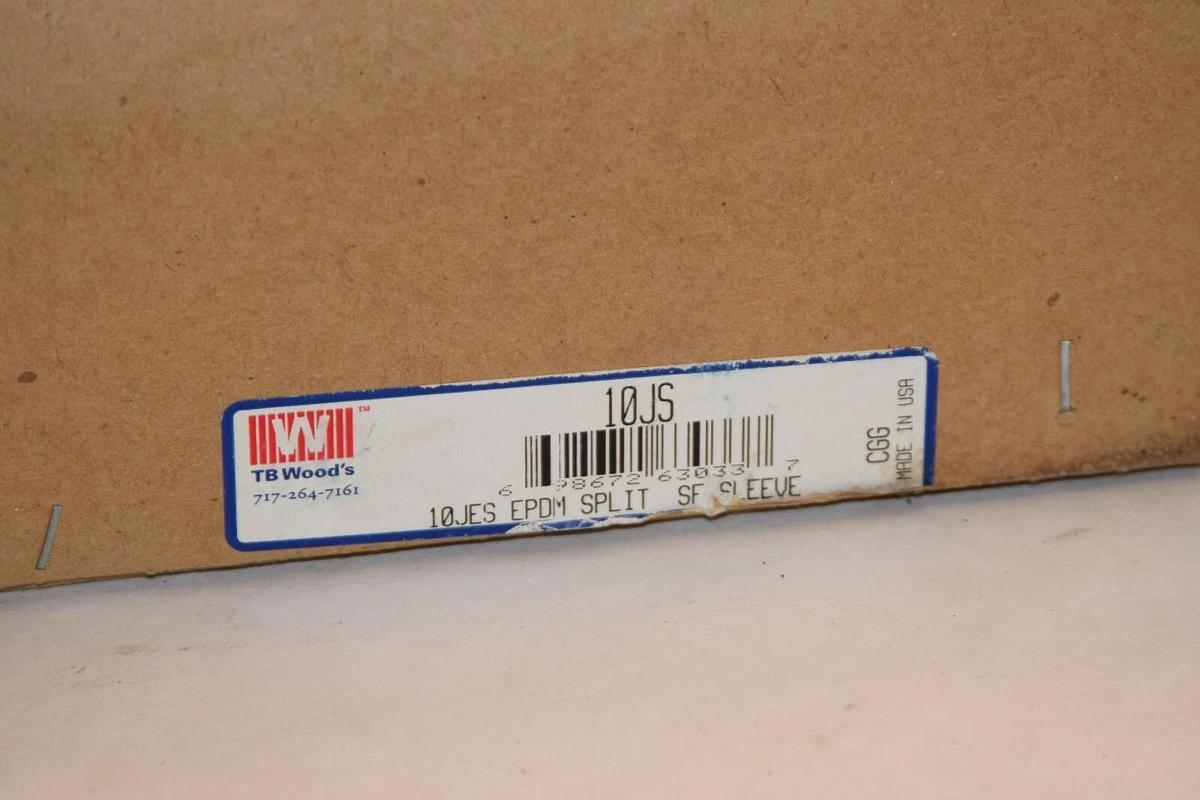 10JS
W™
TB Wood's
717-264-7161
6 98672 63033 7
10JES EPDM SPLIT SF SLEEVE
CGG
MADE IN USA